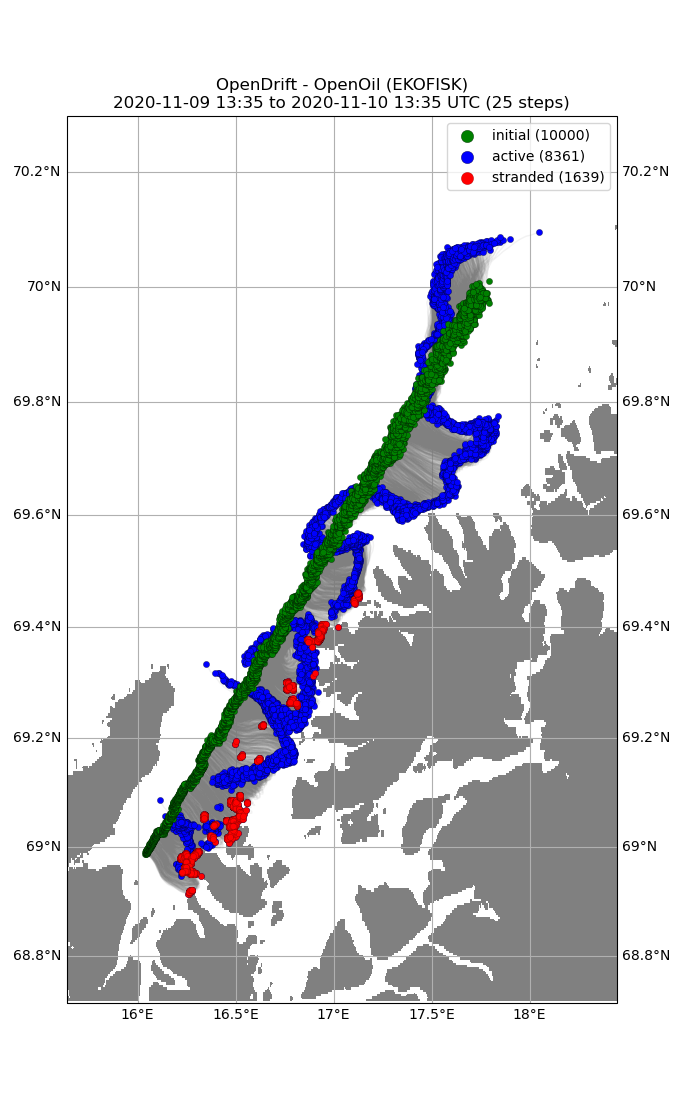 OpenDrift - OpenOil (EKOFISK)
2020-11-09 13:35 to 2020-11-10 13:35 UTC (25 steps)
initial (10000)
active (8361)
stranded (1639)
70.2°N 70.2°N
70°N 70°N
69.8°N 69.8°N
69.6°N 69.6°N
69.4°N 69.4°N
69.2°N 69.2°N
69°N 69°N
68.8°N 68.8°N
16°E 16.5°E 17°E 17.5°E 18°E